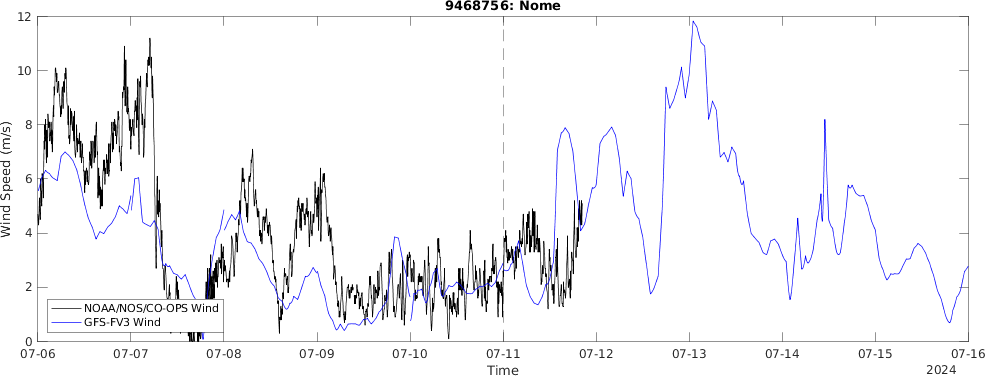 9468756: Nome
Wind Speed (m/s)
12
10
8
6
4
2
0
NOAA/NOS/CO-OPS Wind
GFS-FV3 Wind
07-06 07-07 07-08 07-09 07-10 07-11 07-12 07-13 07-14 07-15 07-16
Time
2024